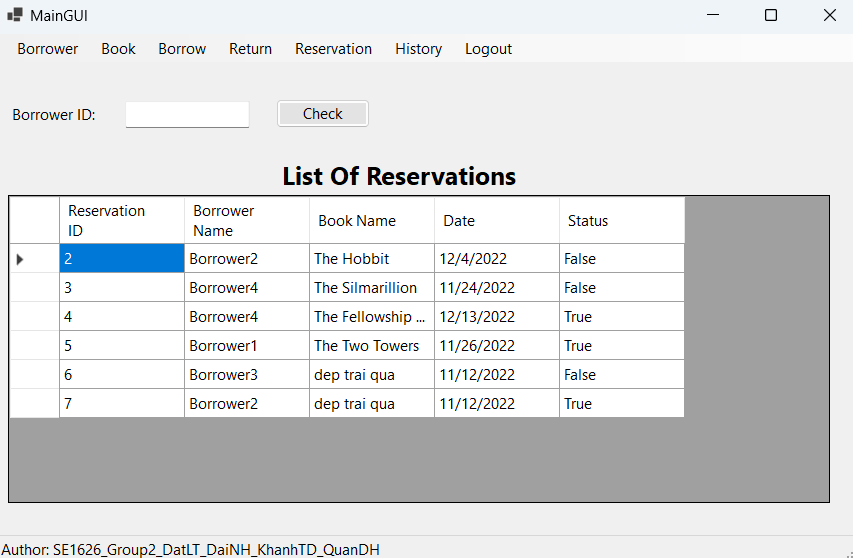 MainGUI
Borrower Book Borrow Return Reservation History Logout
Borrower ID: Check
List Of Reservations
Reservation ID Borrower Name Book Name Date Status
2 Borrower2 The Hobbit 12/4/2022 False
3 Borrower4 The Silmarillion 11/24/2022 False
4 Borrower4 The Fellowship ... 12/13/2022 True
5 Borrower1 The Two Towers 11/26/2022 True
6 Borrower3 dep trai qua 11/12/2022 False
7 Borrower2 dep trai qua 11/12/2022 True
Author: SE1626_Group2_DatLT_DaiNH_KhanhTD_QuanDH